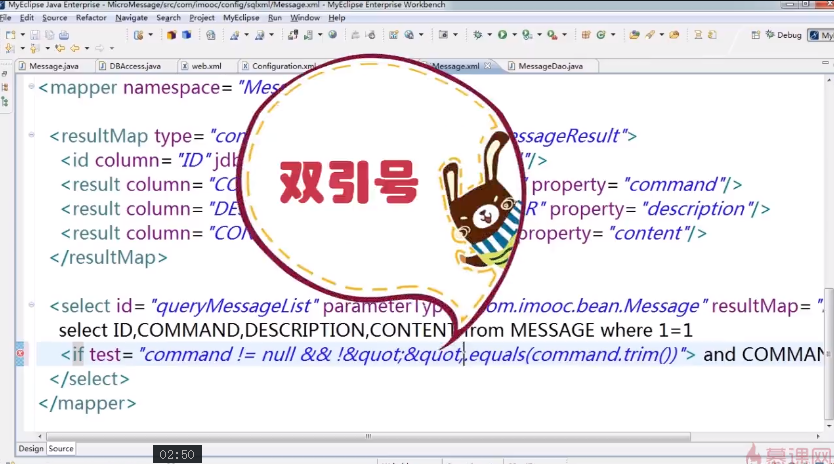 MyEclipse Java Enterprise - MicroMessage/src/com/imooc/config/sqlxml/Message.xml - MyEclipse Enterprise Workbench
File Edit Source Refactor Navigate Search Project MyEclipse Run Window Help
Debug
Message.java DBAccess.java web.xml Configuration.xml Message.xml MessageDao.java
<mapper namespace="Mes
双引号
<resultMap type="con essageResult">
<id column="ID" jdb "/>
<result column="CO property="command"/>
<result column="DES R" property="description"/>
<result column="CON property="content"/>
</resultMap>
<select id="queryMessageList" parameterTyp om.imooc.bean.Message" resultMap="
select ID,COMMAND,DESCRIPTION,CONTENT from MESSAGE where 1=1
<if test="command != null && !&quot;&quot;.equals(command.trim())"> and COMMAN
</select>
</mapper>
Design Source
02:50
慕课网